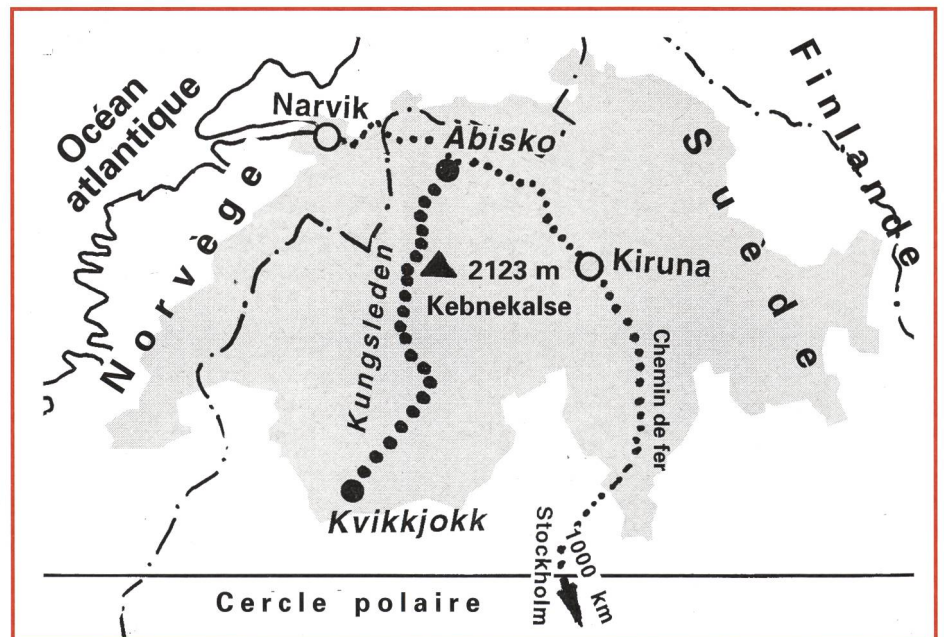 Océan
atlantique
Narvik
Abisko
Finlande
Suède
Norvège
Kungsleden
2123 m
Kebnekalse
Kiruna
Chemin de fer
Kvikkjokk
Stockholm
1000 km
Cercle polaire